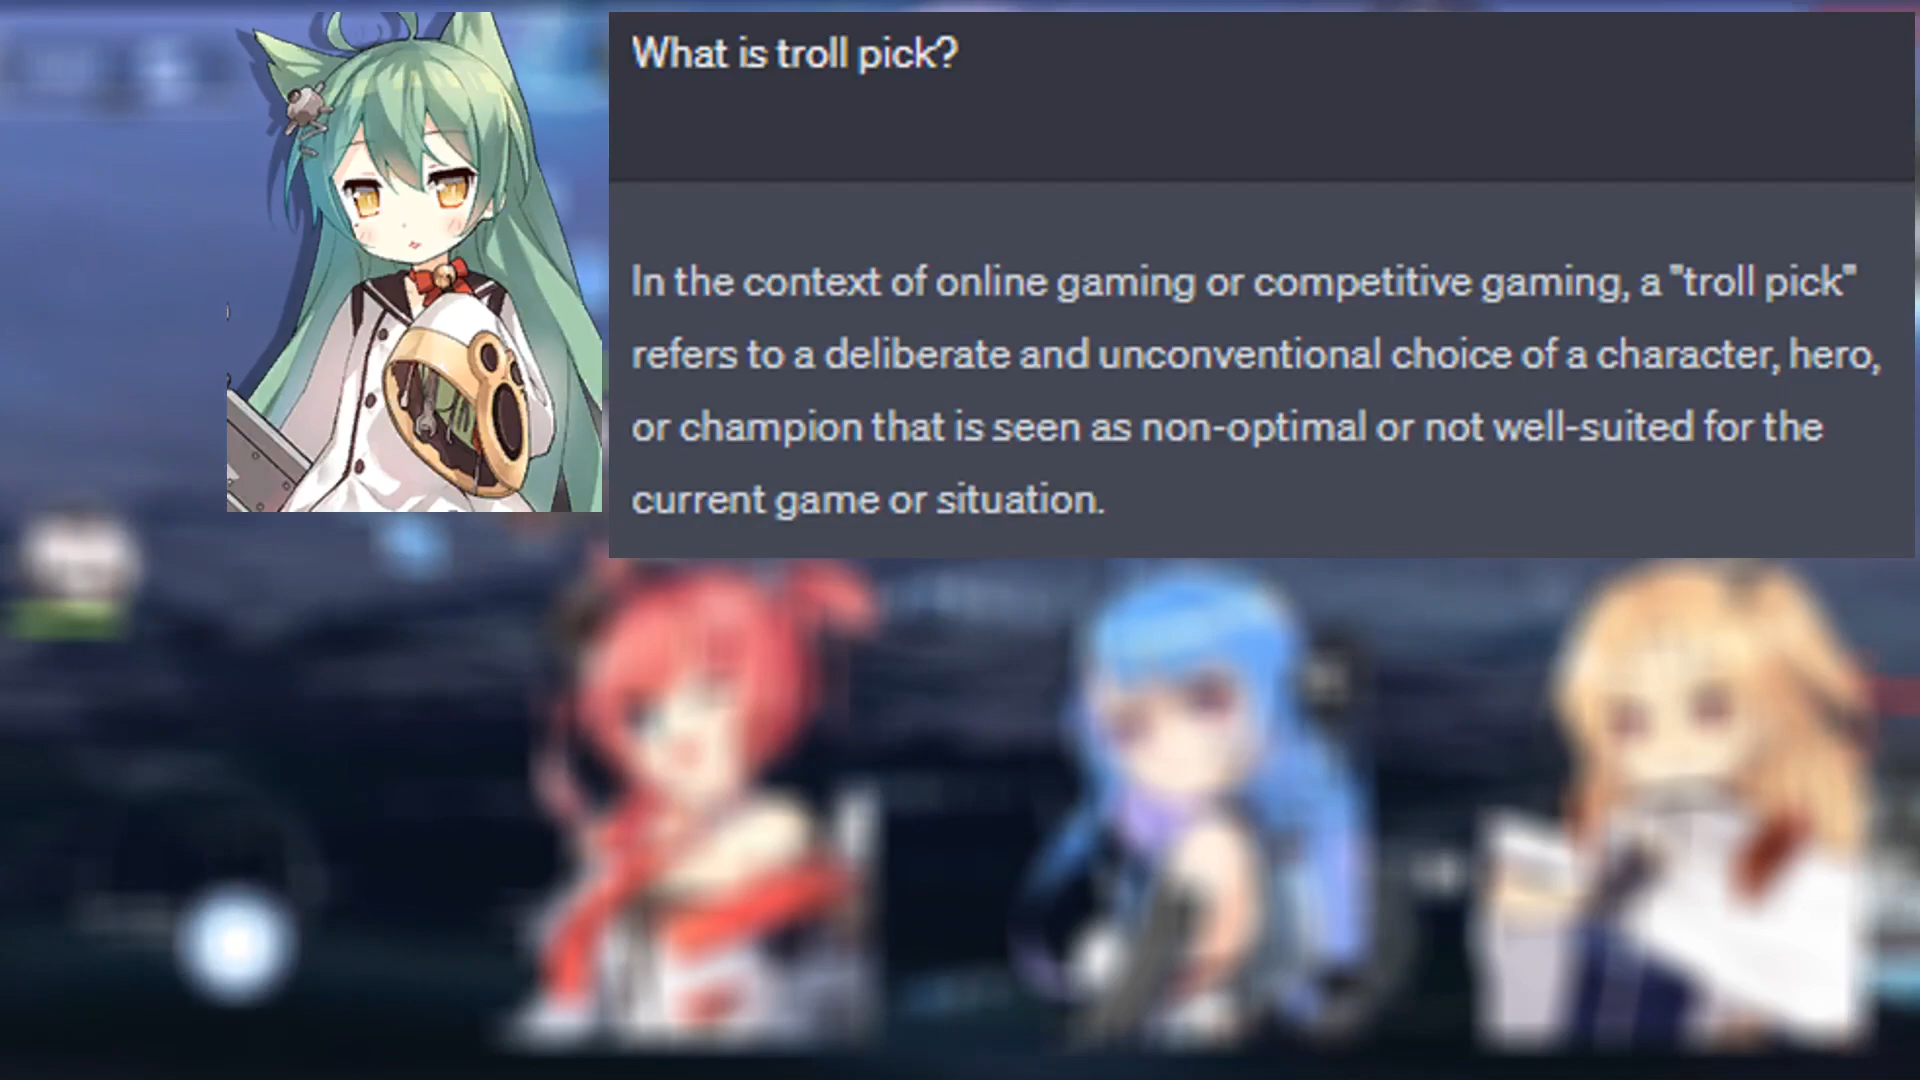 What is troll pick?
In the context of online gaming or competitive gaming, a "troll pick"
refers to a deliberate and unconventional choice of a character, hero,
or champion that is seen as non-optimal or not well-suited for the
current game or situation.